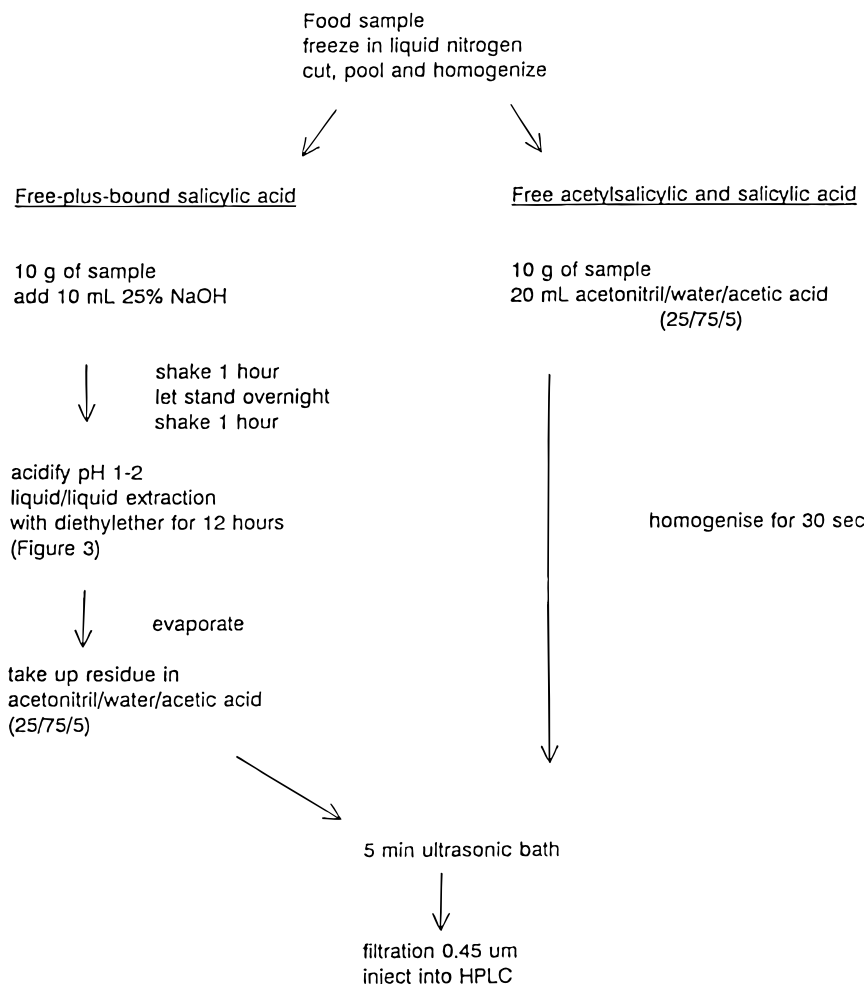 Food sample
freeze in liquid nitrogen
cut, pool and homogenize
Free-plus-bound salicylic acid
10 g of sample
add 10 mL 25% NaOH
shake 1 hour
let stand overnight
shake 1 hour
acidify pH 1-2
liquid/liquid extraction
with diethylether for 12 hours
(Figure 3)
evaporate
take up residue in
acetonitril/water/acetic acid
(25/75/5)
Free acetylsalicylic and salicylic acid
10 g of sample
20 mL acetonitril/water/acetic acid
(25/75/5)
homogenise for 30 sec
5 min ultrasonic bath
filtration 0.45 um
inject into HPLC